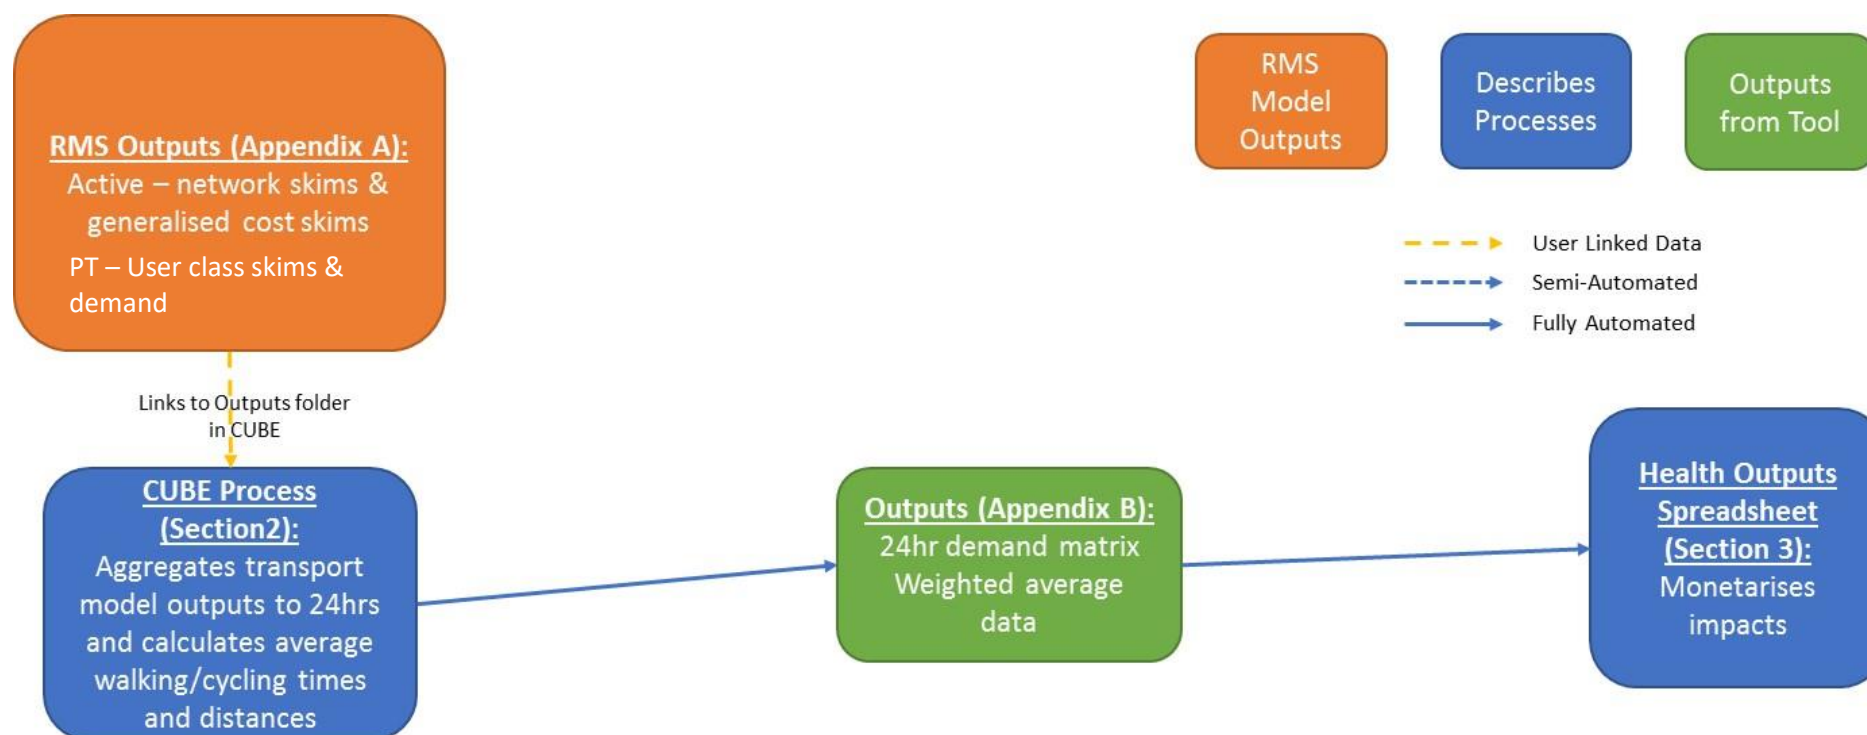 RMS Outputs (Appendix A):
Active – network skims &
generalised cost skims
PT – User class skims &
demand
RMS
Model
Outputs
Describes
Processes
Outputs
from Tool
User Linked Data
Semi-Automated
Fully Automated
Links to Outputs folder
in CUBE
CUBE Process
(Section2):
Aggregates transport
model outputs to 24hrs
and calculates average
walking/cycling times
and distances
Outputs (Appendix B):
24hr demand matrix
Weighted average
data
Health Outputs
Spreadsheet
(Section 3):
Monetarises
impacts